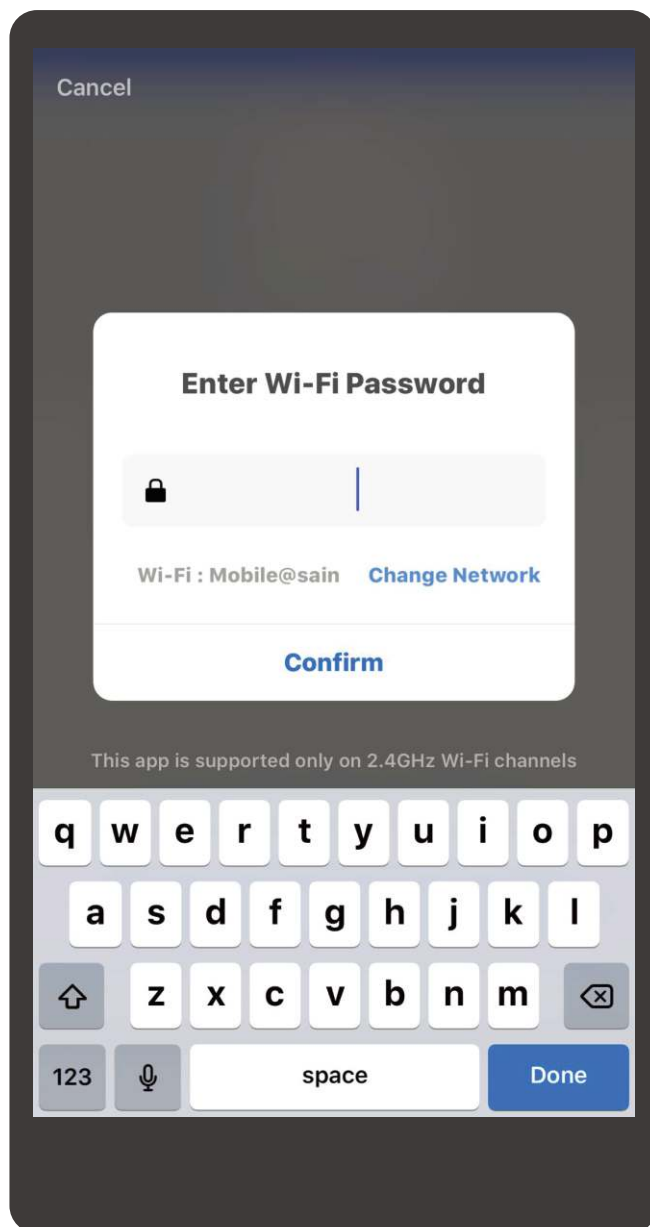 Cancel
Enter Wi-Fi Password
Wi-Fi : Mobile@sain Change Network
Confirm
This app is supported only on 2.4GHz Wi-Fi channels
q w e r t y u i o p
a s d f g h j k l
z x c v b n m
123 space Done